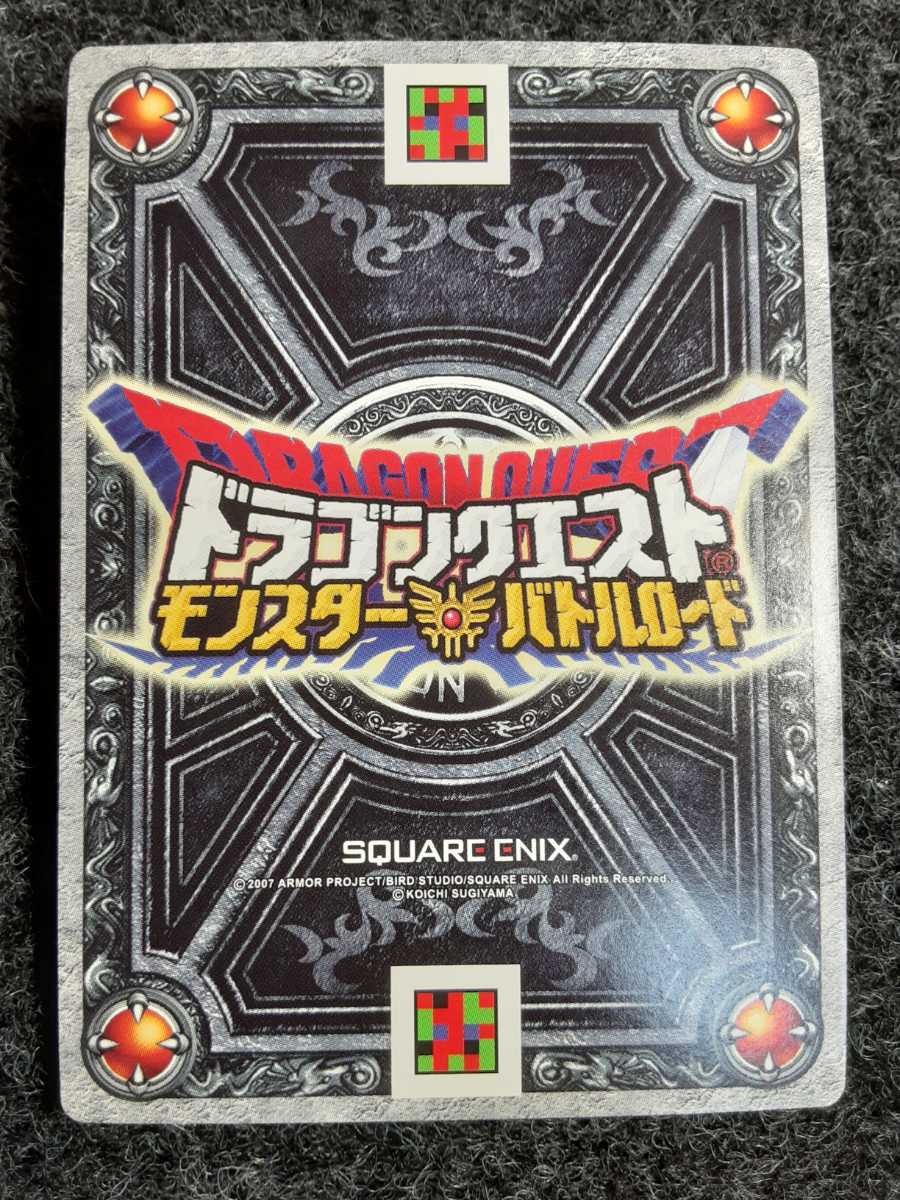 DRAGON QUEST
ドラゴンクエスト®
モンスターバトルロード
ON
SQUARE ENIX®
© 2007 ARMOR PROJECT/BIRD STUDIO/SQUARE ENIX All Rights Reserved.
© KOICHI SUGIYAMA